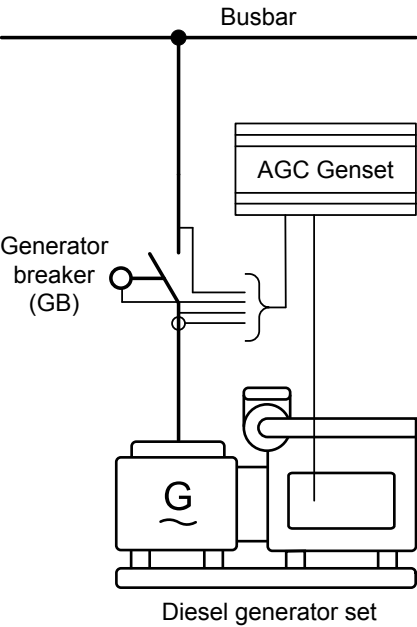 Busbar
AGC Genset
Generator
breaker
(GB)
G
Diesel generator set